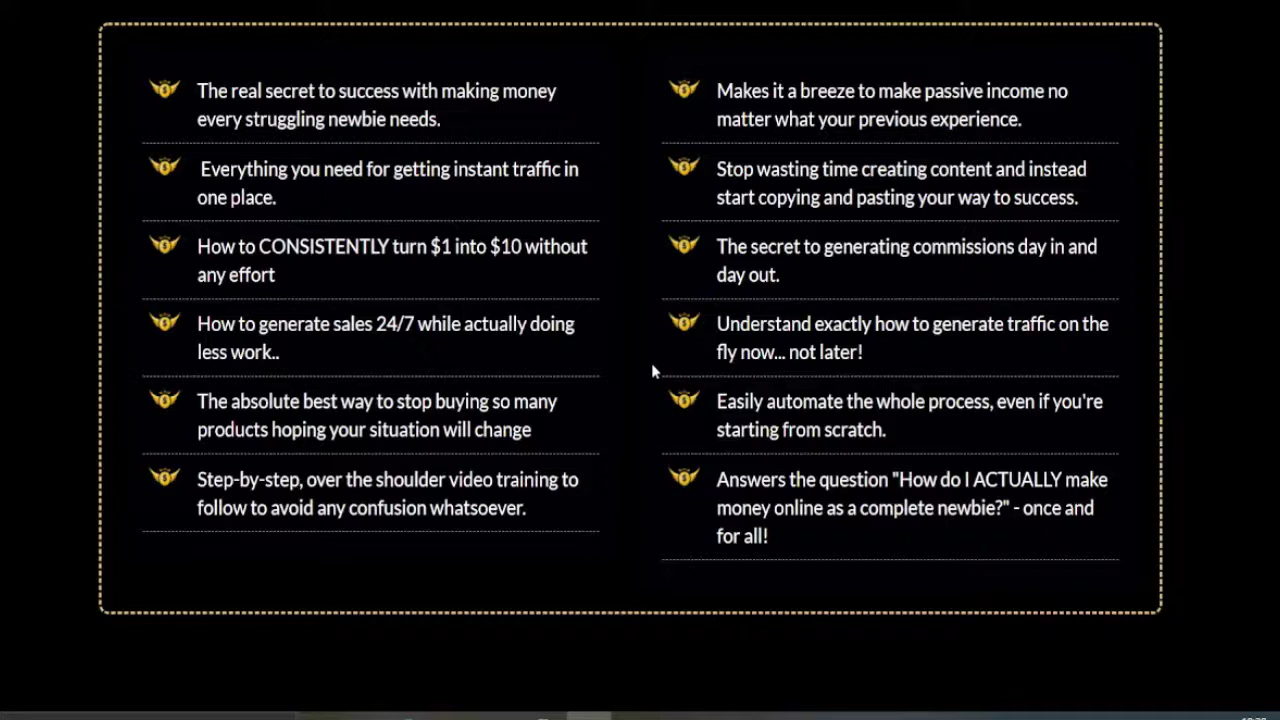 The real secret to success with making money
every struggling newbie needs.
Everything you need for getting instant traffic in
one place.
How to CONSISTENTLY turn $1 into $10 without
any effort
How to generate sales 24/7 while actually doing
less work..
The absolute best way to stop buying so many
products hoping your situation will change
Step-by-step, over the shoulder video training to
follow to avoid any confusion whatsoever.
Makes it a breeze to make passive income no
matter what your previous experience.
Stop wasting time creating content and instead
start copying and pasting your way to success.
The secret to generating commissions day in and
day out.
Understand exactly how to generate traffic on the
fly now... not later!
Easily automate the whole process, even if you're
starting from scratch.
Answers the question "How do I ACTUALLY make
money online as a complete newbie?" - once and
for all!